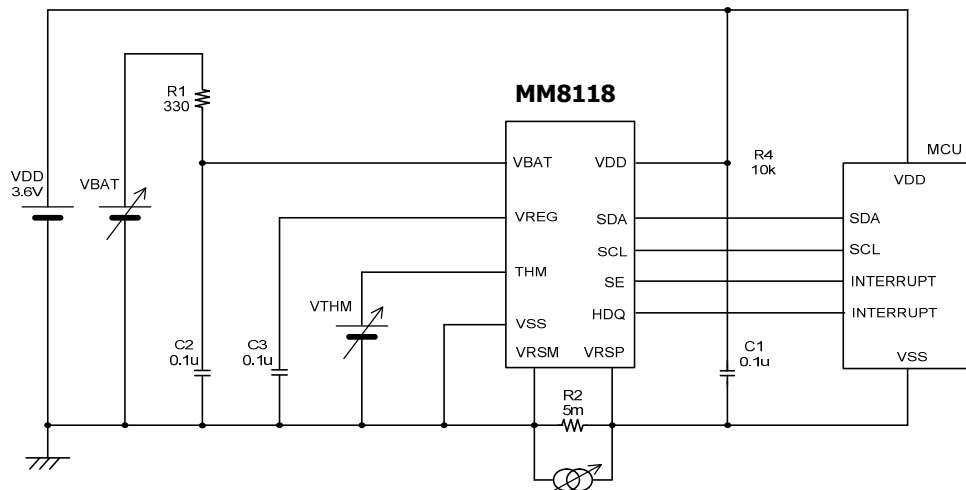 MM8118
R1
330
VDD
3.6V
VBAT
VBAT
VREG
THM
VSS
VRSM
VDD
SDA
SCL
SE
HDQ
VRSP
R4
10k
MCU
VDD
SDA
SCL
INTERRUPT
INTERRUPT
VSS
VTHM
C2
0.1u
C3
0.1u
C1
0.1u
R2
5m